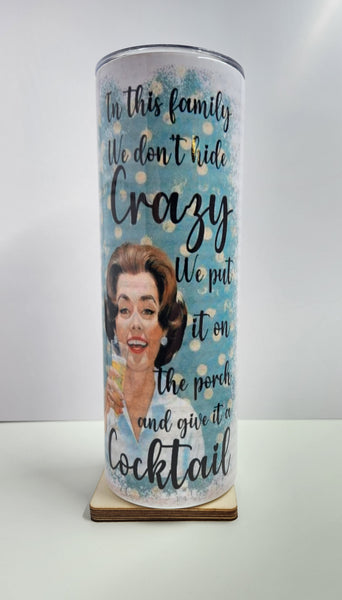 In this family
We don't hide
Crazy
We put
it on
the porch
and give it a
Cocktail